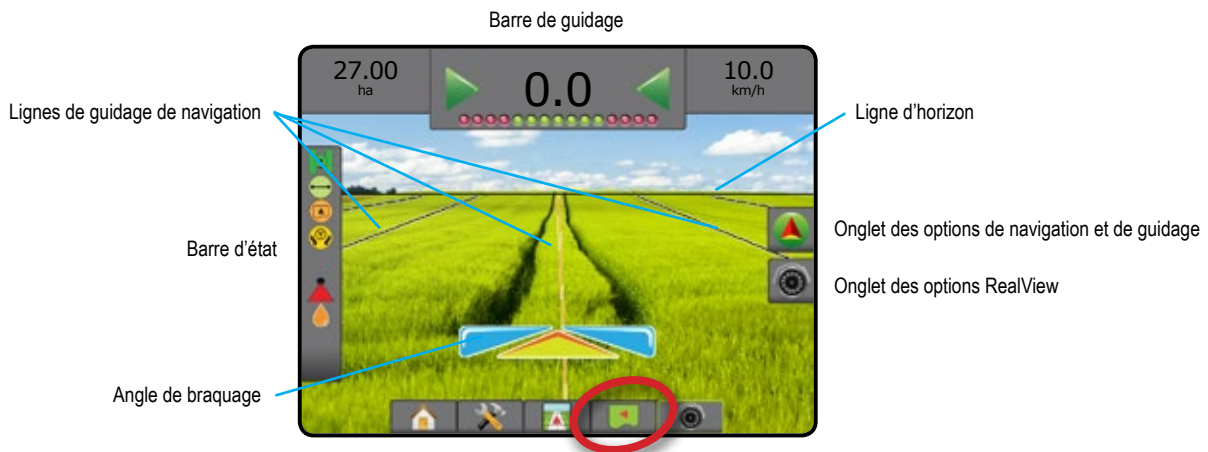 Barre de guidage
27.00
ha
0.0
10.0
km/h
Lignes de guidage de navigation
Ligne d’horizon
Onglet des options de navigation et de guidage
Barre d’état
Onglet des options RealView
Angle de braquage